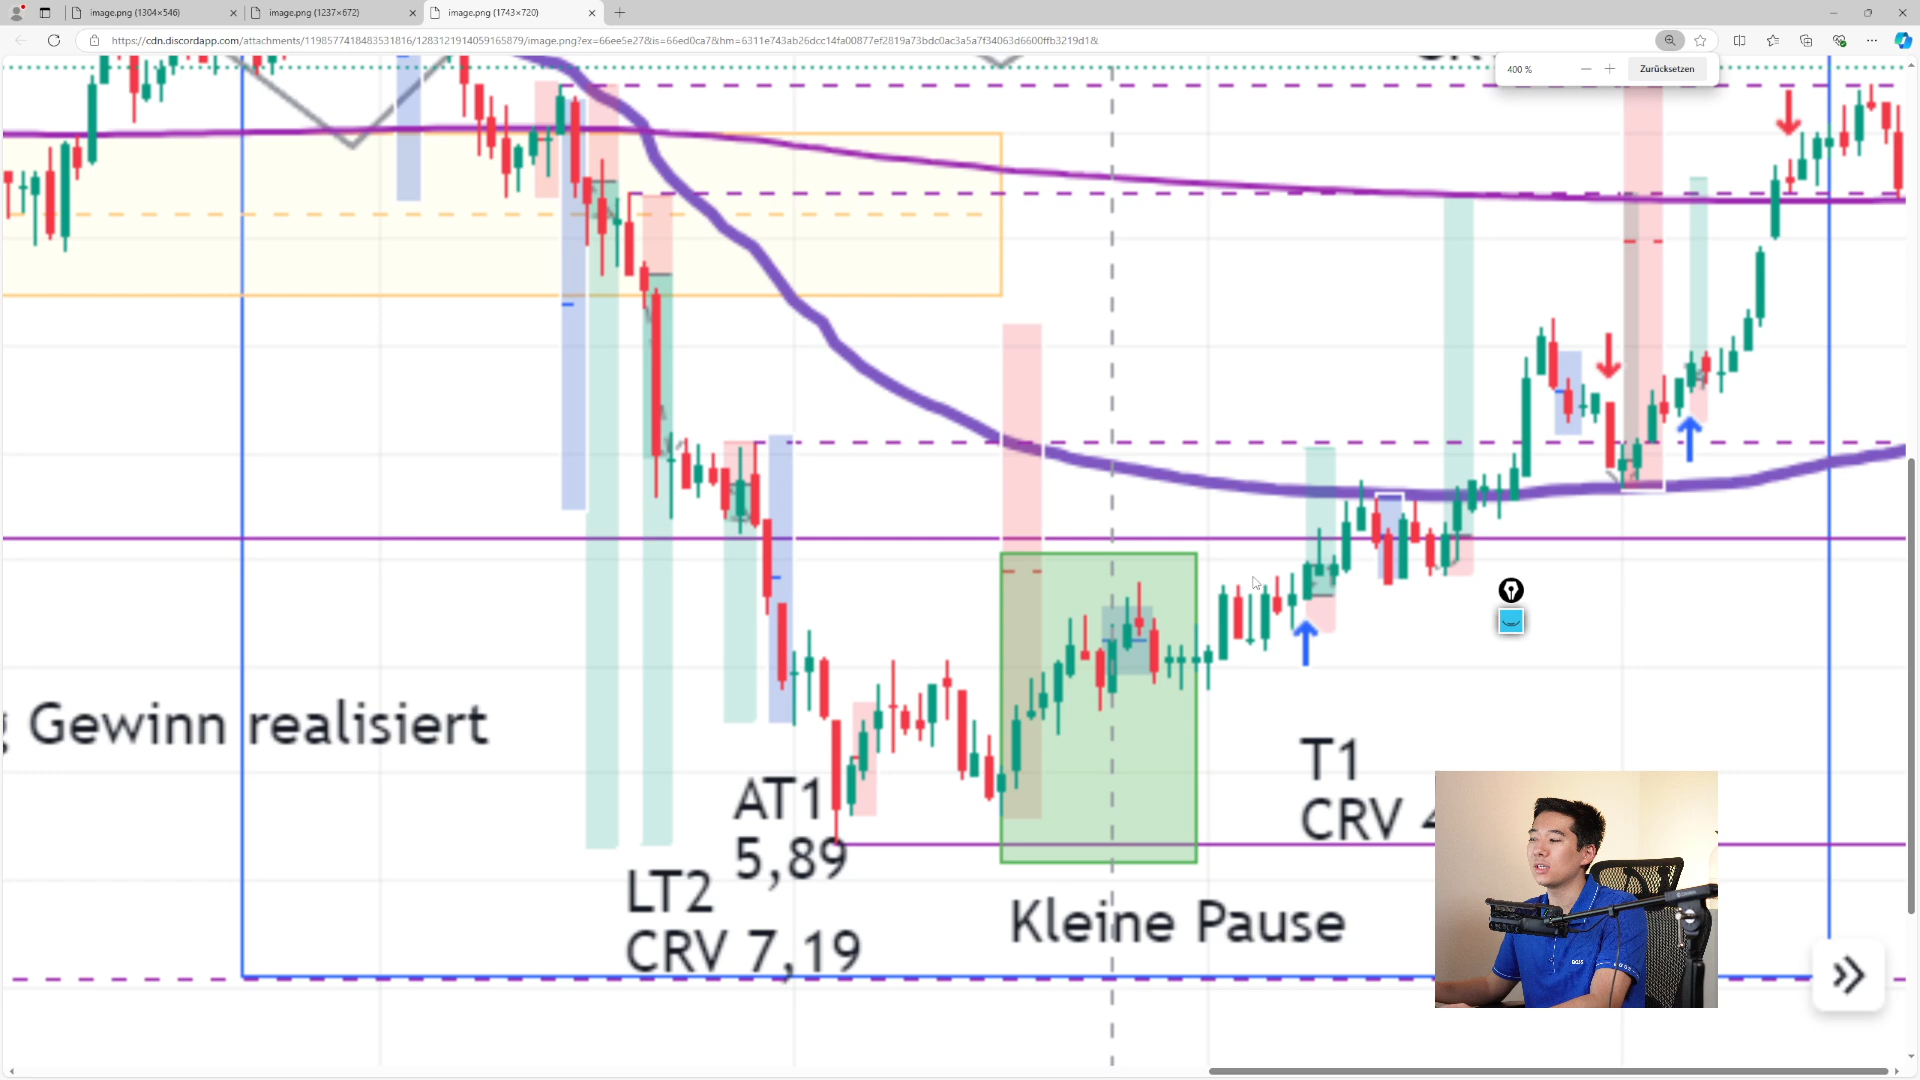 image.png (1304×546)
image.png (1237×672)
image.png (1743×720)
https://cdn.discordapp.com/attachments/1198577418483531816/1283121914059165879/image.png?ex=66ee5e27&is=66ed0ca7&hm=6311e743ab26dcc14fa00877ef2819a73bdc0ac3a5a7f34063d6600ffb3219d1&
400 %
Zurücksetzen
Gewinn realisiert
AT1
5,89
LT2
CRV 7,19
Kleine Pause
T1
CRV 4
BOSS